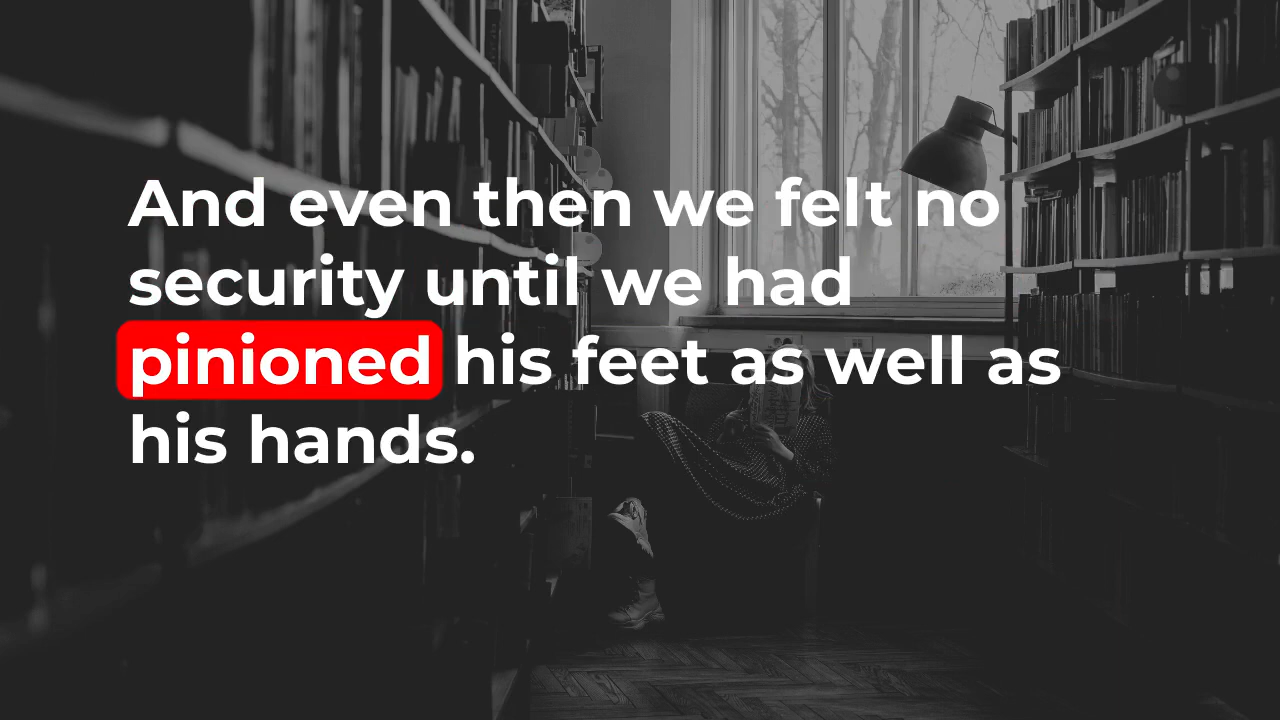 And even then we felt no
security until we had
pinioned his feet as well as
his hands.